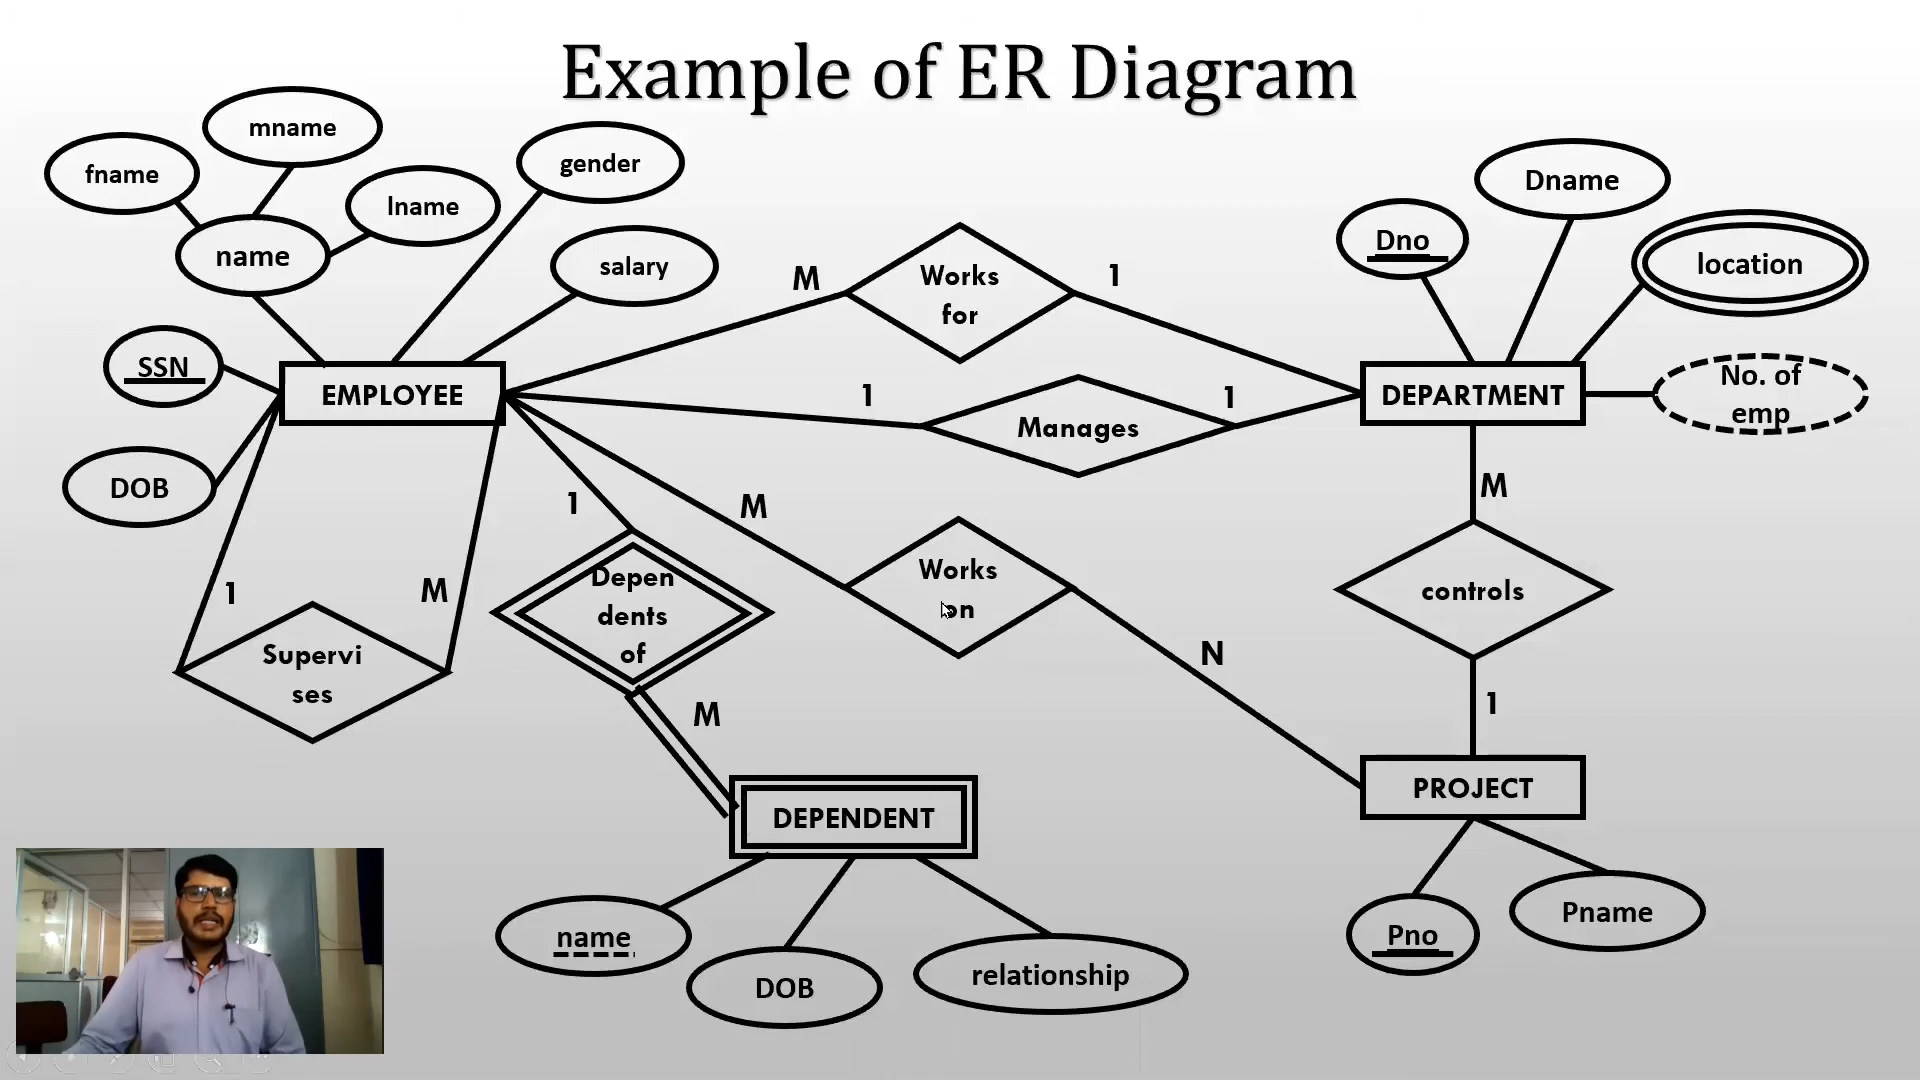 Example of ER Diagram
mname
fname
lname
name
gender
salary
SSN
DOB
EMPLOYEE
M
Works
for
1
1
Manages
1
Dno
Dname
location
DEPARTMENT
No. of
emp
1
M
Supervi
ses
1
Depen
dents
of
M
M
Works
on
N
M
controls
1
PROJECT
Pno
Pname
DEPENDENT
name
DOB
relationship